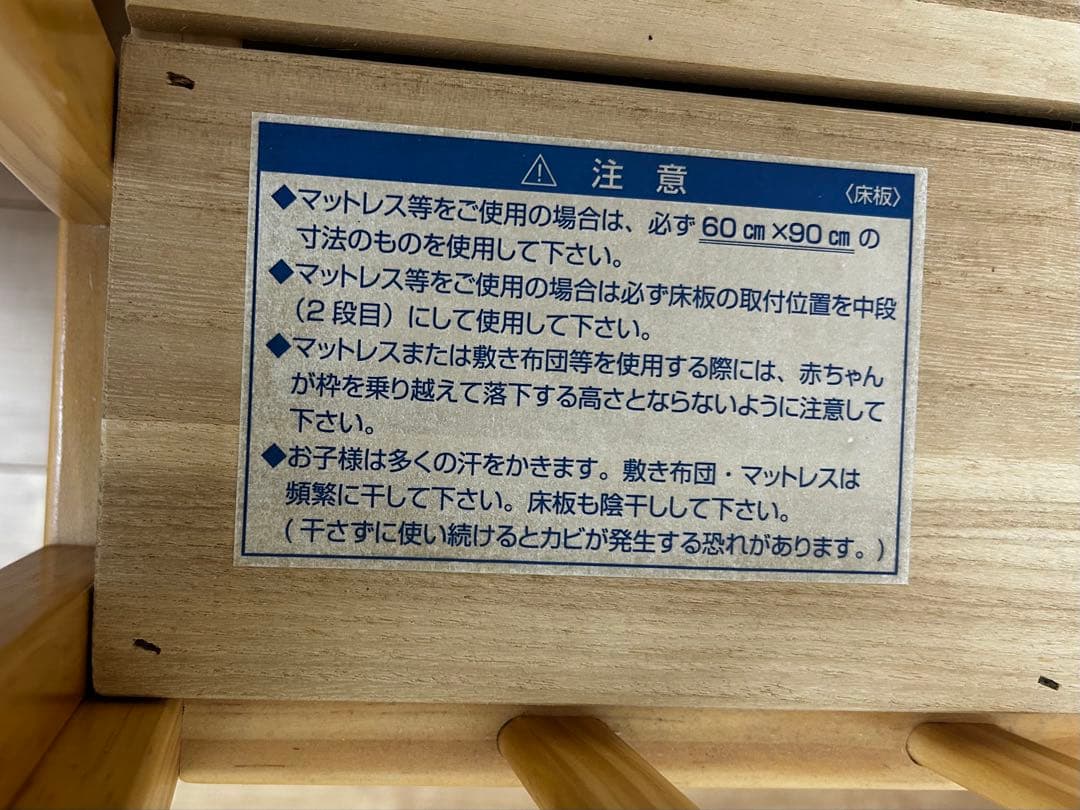 ⚠ 注意 〈床板〉
◆マットレス等をご使用の場合は、必ず60㎝×90㎝の
寸法のものを使用して下さい。
◆マットレス等をご使用の場合は必ず床板の取付位置を中段
（2段目）にして使用して下さい。
◆マットレスまたは敷き布団等を使用する際には、赤ちゃん
が枠を乗り越えて落下する高さとならないように注意して
下さい。
◆お子様は多くの汗をかきます。敷き布団・マットレスは
頻繁に干して下さい。床板も陰干しして下さい。
(干さずに使い続けるとカビが発生する恐れがあります。)